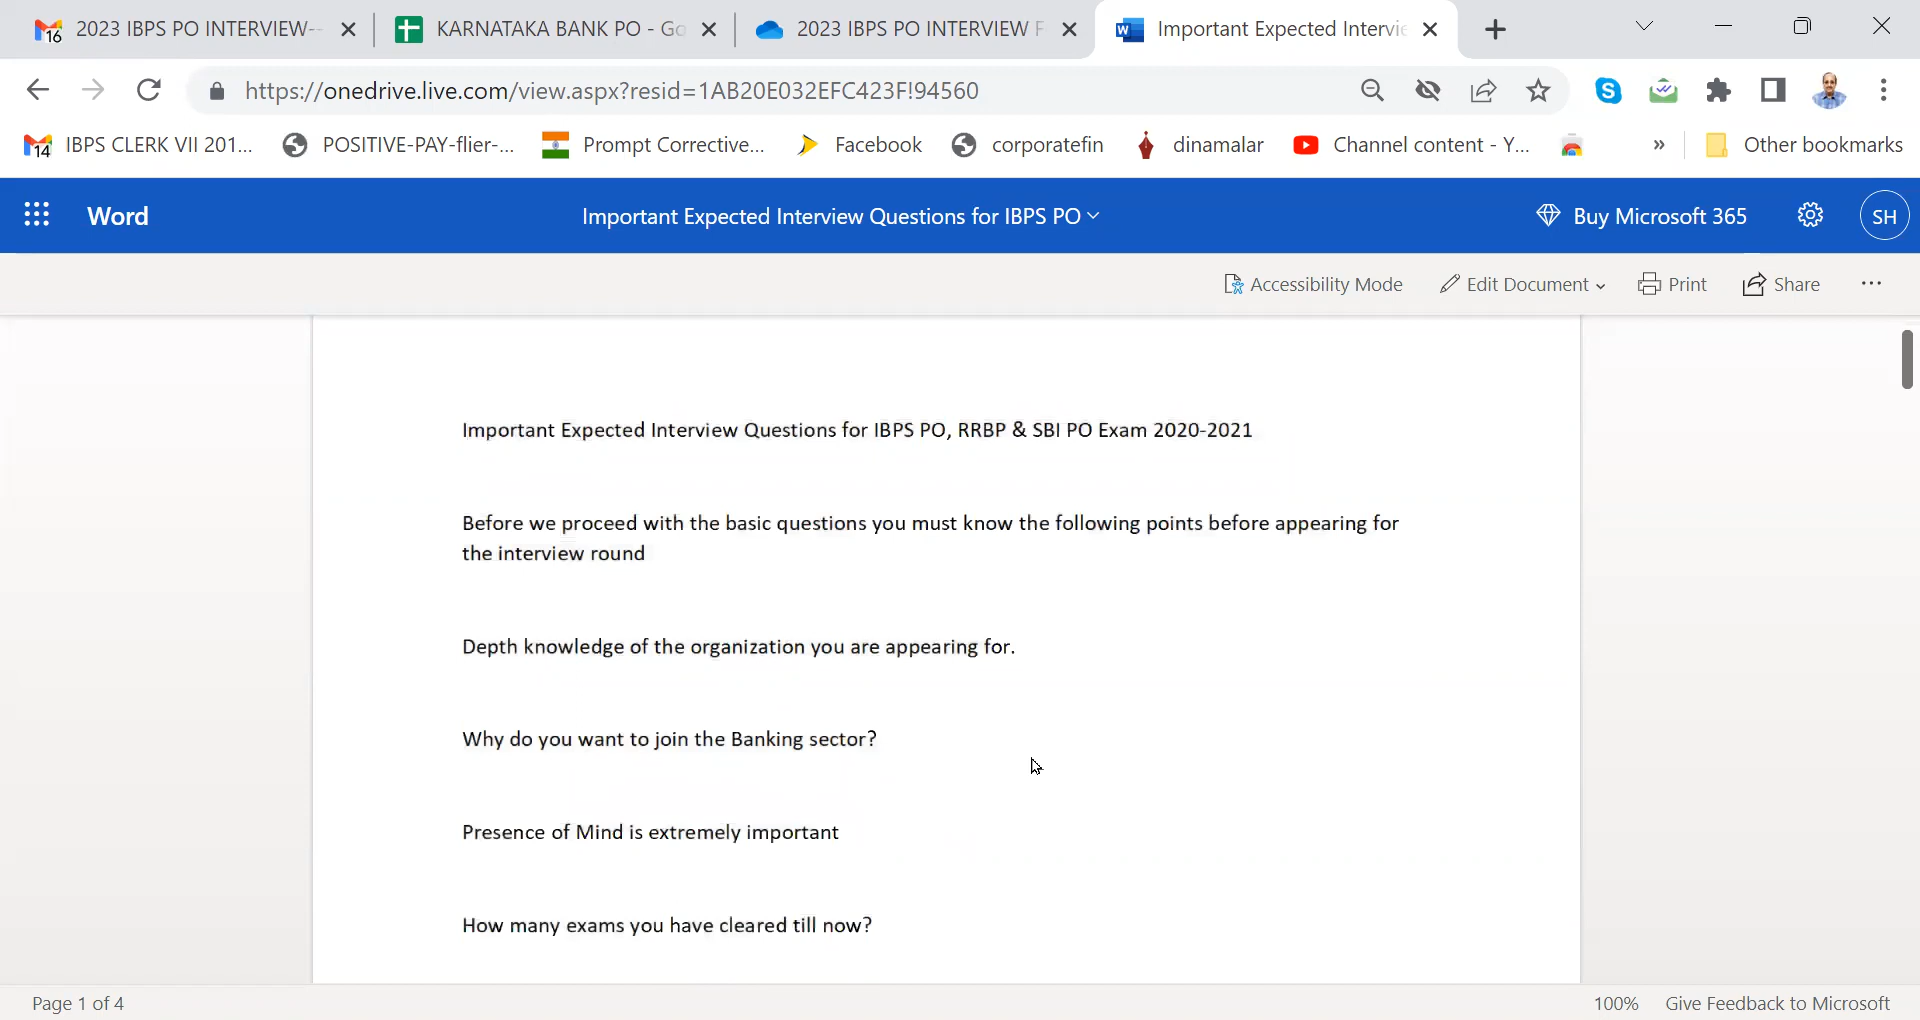 16 2023 IBPS PO INTERVIEW-
KARNATAKA BANK PO - Go
2023 IBPS PO INTERVIEW F
Important Expected Intervie
https://onedrive.live.com/view.aspx?resid=1AB20E032EFC423F!94560
14 IBPS CLERK VII 201...
POSITIVE-PAY-flier-...
Prompt Corrective...
Facebook
corporatefin
dinamalar
Channel content - Y...
»
Other bookmarks
Word
Important Expected Interview Questions for IBPS PO
Buy Microsoft 365
SH
Accessibility Mode
Edit Document
Print
Share
...
Important Expected Interview Questions for IBPS PO, RRBP & SBI PO Exam 2020-2021
Before we proceed with the basic questions you must know the following points before appearing for
the interview round
Depth knowledge of the organization you are appearing for.
Why do you want to join the Banking sector?
Presence of Mind is extremely important
How many exams you have cleared till now?
Page 1 of 4
100%
Give Feedback to Microsoft